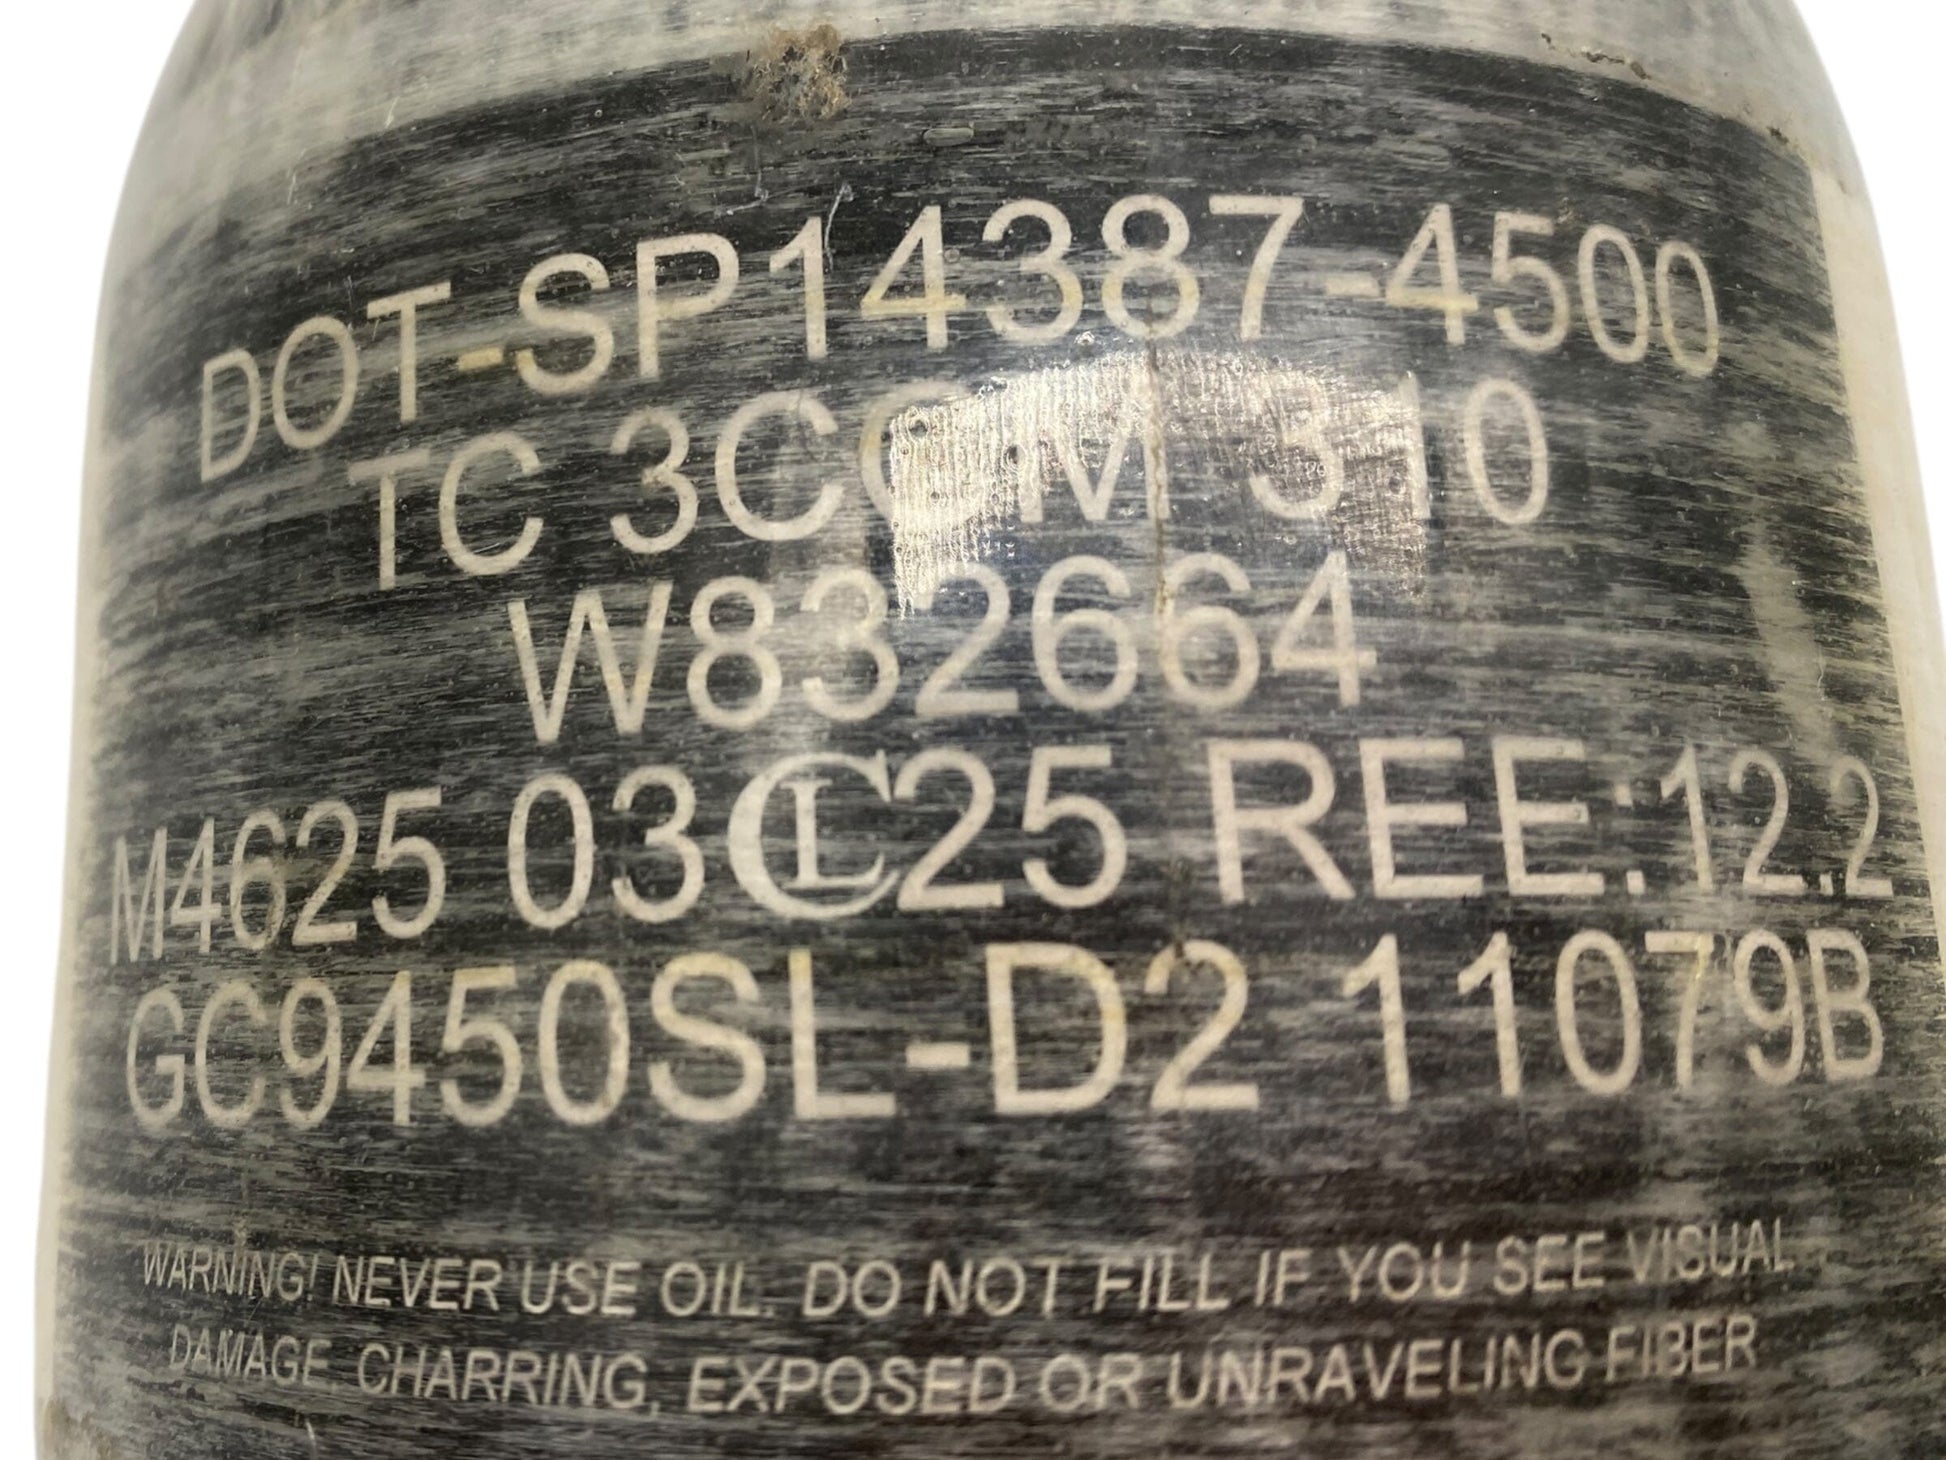 DOT-SP14387-4500
TC 3CCM 310
W832664
M4625 03 CL 25 REE:12.2
GC9450SL-D2 11079B
WARNING! NEVER USE OIL. DO NOT FILL IF YOU SEE VISUAL
DAMAGE, CHARRING, EXPOSED OR UNRAVELING FIBER